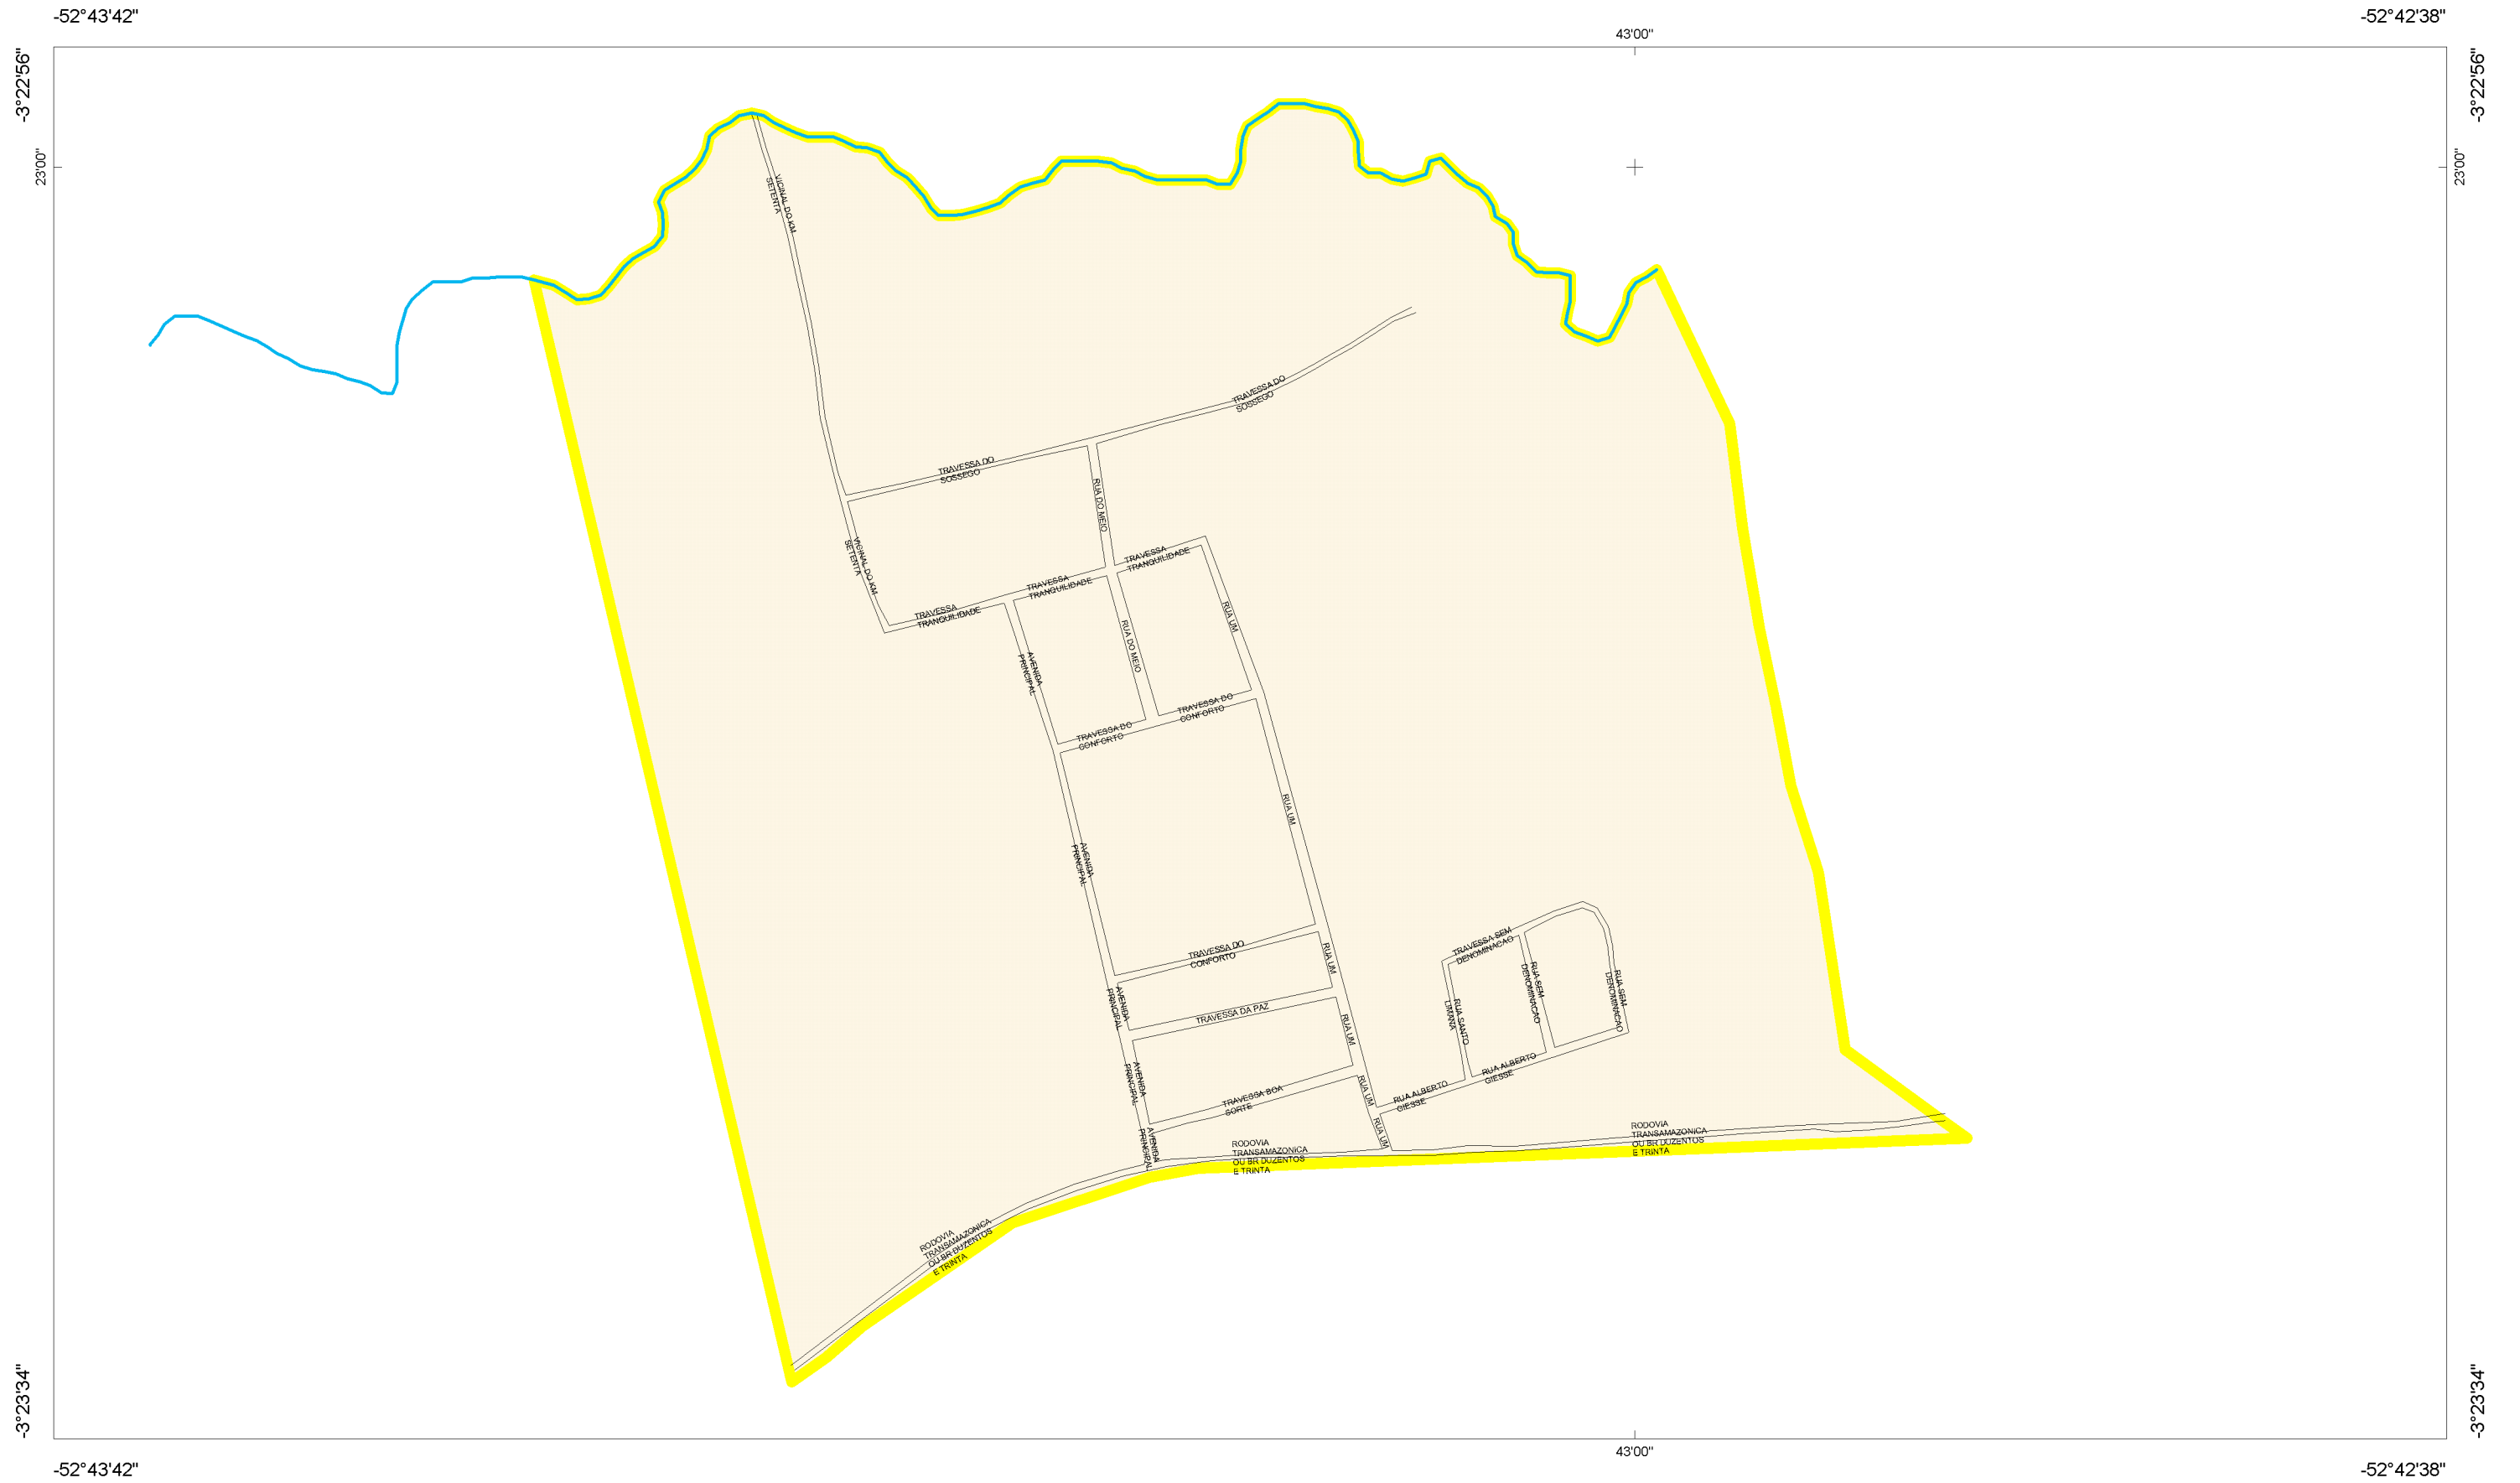 -52°43'42"
-52°42'38"
43'00"
-3°22'56"
-3°22'56"
23'00"
23'00"
VICINAL DO KM
SETENTA
TRAVESSA DO
SOSSEGO
TRAVESSA DO
SOSSEGO
RUA DO MEIO
VICINAL DO KM
SETENTA
TRAVESSA
TRANQUILIDADE
TRAVESSA
TRANQUILIDADE
TRAVESSA
TRANQUILIDADE
RUA UM
RUA DO MEIO
AVENIDA
PRINCIPAL
TRAVESSA DO
CONFORTO
TRAVESSA DO
CONFORTO
RUA UM
AVENIDA
PRINCIPAL
TRAVESSA DO
CONFORTO
RUA UM
TRAVESSA SEM
DENOMINACAO
RUA SEM
DENOMINACAO
RUA SEM
DENOMINACAO
AVENIDA
PRINCIPAL
TRAVESSA DA PAZ
RUA UM
RUA SANTO
LIMANA
AVENIDA
PRINCIPAL
TRAVESSA BOA
SORTE
RUA UM
RUA ALBERTO
GIESSE
RUA ALBERTO
GIESSE
RUA UM
AVENIDA
PRINCIPAL
RODOVIA
TRANSAMAZONICA
OU BR DUZENTOS
E TRINTA
RODOVIA
TRANSAMAZONICA
OU BR DUZENTOS
E TRINTA
RODOVIA
TRANSAMAZONICA
OU BR DUZENTOS
E TRINTA
-3°23'34"
-3°23'34"
43'00"
-52°43'42"
-52°42'38"